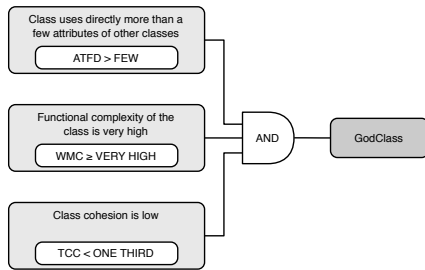 Class uses directly more than a
few attributes of other classes
ATFD > FEW
Functional complexity of the
class is very high
WMC ≥ VERY HIGH
AND
GodClass
Class cohesion is low
TCC < ONE THIRD